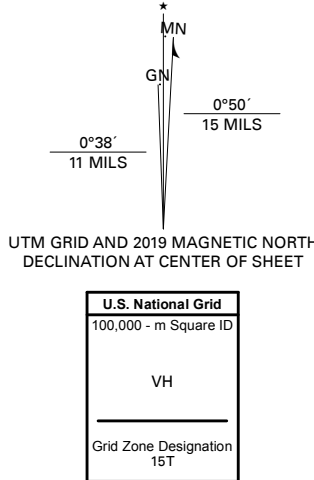 ★
MN
GN
0°50´
15 MILS
0°38´
11 MILS
UTM GRID AND 2019 MAGNETIC NORTH
DECLINATION AT CENTER OF SHEET
U.S. National Grid
100,000 - m Square ID
VH
Grid Zone Designation
15T